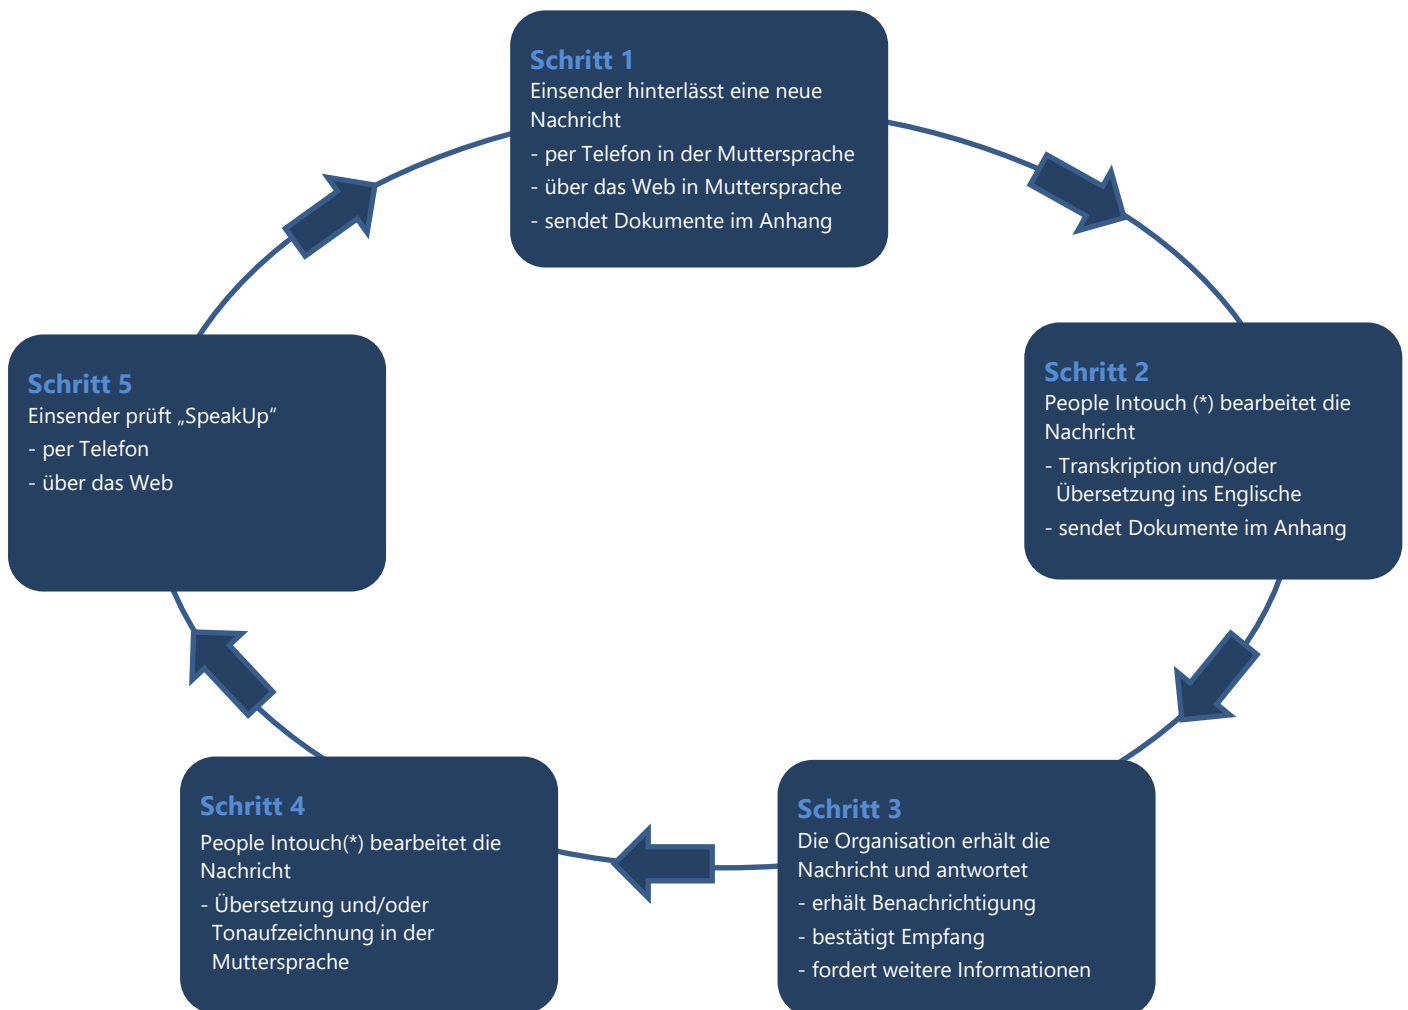 Schritt 1
Einsender hinterlässt eine neue
Nachricht
- per Telefon in der Muttersprache
- über das Web in Muttersprache
- sendet Dokumente im Anhang
Schritt 2
People Intouch (*) bearbeitet die
Nachricht
- Transkription und/oder
Übersetzung ins Englische
- sendet Dokumente im Anhang
Schritt 3
Die Organisation erhält die
Nachricht und antwortet
- erhält Benachrichtigung
- bestätigt Empfang
- fordert weitere Informationen
Schritt 4
People Intouch(*) bearbeitet die
Nachricht
- Übersetzung und/oder
Tonaufzeichnung in der
Muttersprache
Schritt 5
Einsender prüft „SpeakUp“
- per Telefon
- über das Web